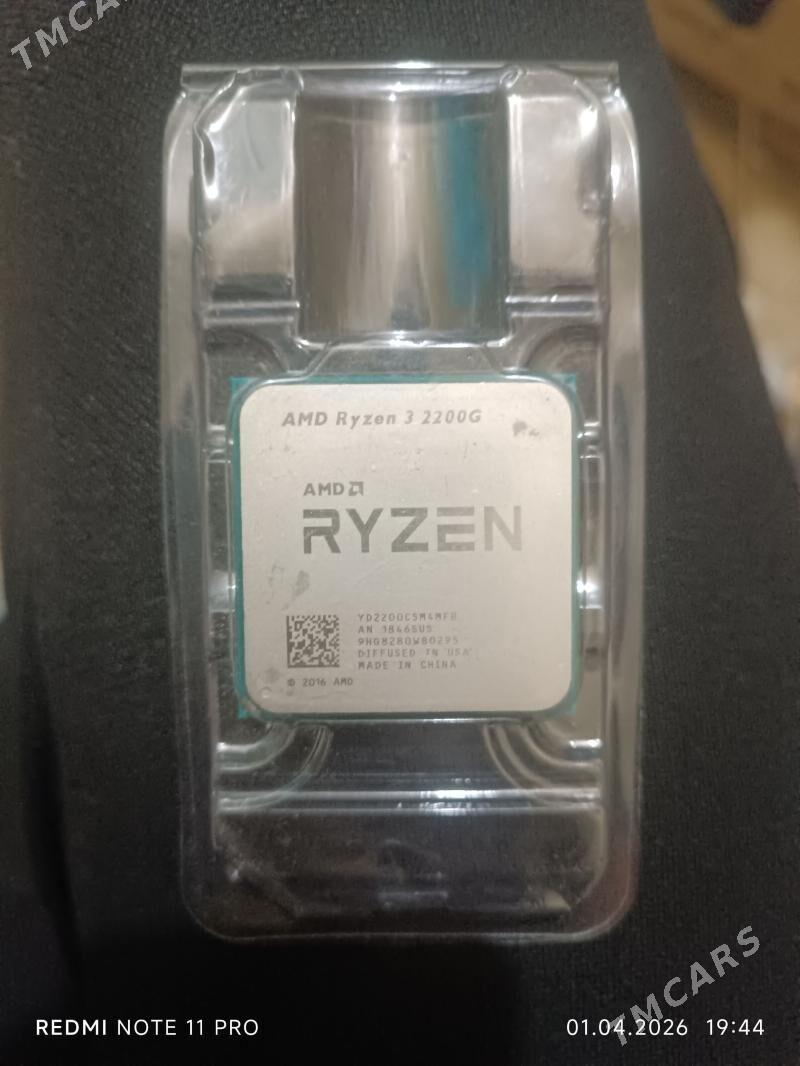 TMCARS
AMD Ryzen 3 2200G
AMD
RYZEN
YD2200C5M4MFB
AN 1846SUS
9HG8280W80295
DIFFUSED IN USA
MADE IN CHINA
© 2016 AMD
TMCARS
REDMI NOTE 11 PRO
01.04.2026 19:44